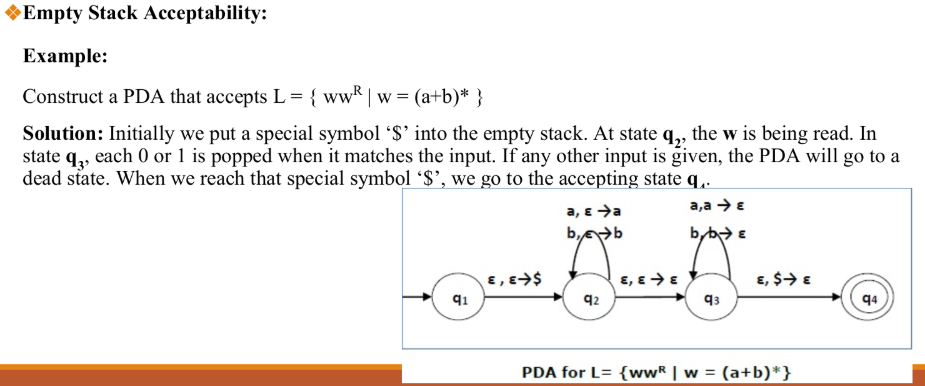 ❖Empty Stack Acceptability:
Example:
Construct a PDA that accepts L = { wwᴿ | w = (a+b)* }
Solution: Initially we put a special symbol ‘$’ into the empty stack. At state q₂, the w is being read. In
state q₃, each 0 or 1 is popped when it matches the input. If any other input is given, the PDA will go to a
dead state. When we reach that special symbol ‘$’, we go to the accepting state q₄.
a, ε →a
b, ε→b
a,a → ε
b,b→ ε
ε , ε→$
ε, ε → ε
ε, $→ ε
q1
q2
q3
q4
PDA for L= {wwᴿ | w = (a+b)*}